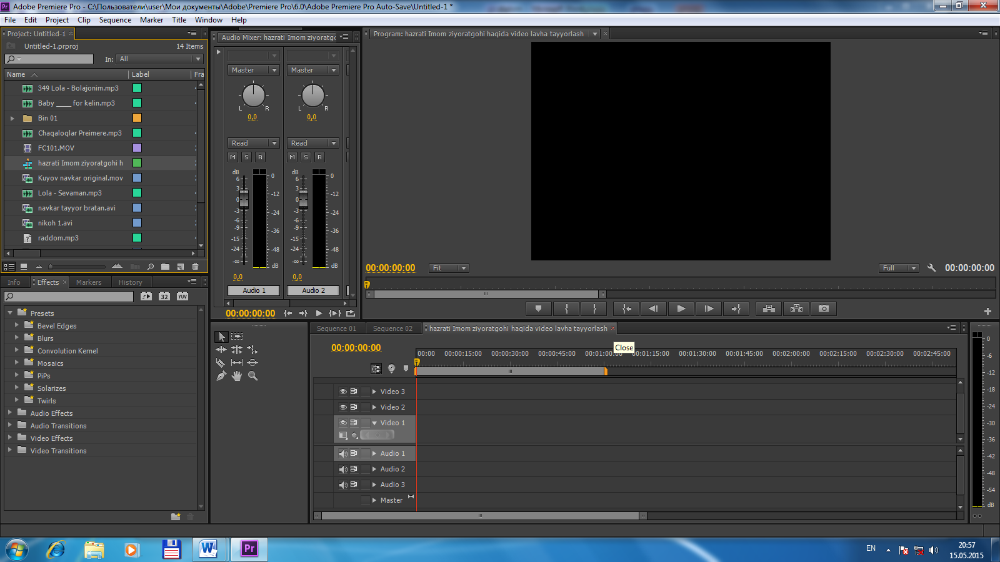 Adobe Premiere Pro - C:\Пользователи\user\Мои документы\Adobe\Premiere Pro\6.0\Adobe Premiere Pro Auto-Save\Untitled-1 *
File Edit Project Clip Sequence Marker Title Window Help
Project: Untitled-1
Untitled-1.prproj 14 Items
In: All
Name Label Fra
349 Lola - Bolajonim.mp3
Baby ____ for kelin.mp3
Bin 01
Chaqaloqlar Preimere.mp3
FC101.MOV
hazrati Imom ziyoratgohi h
Kuyov navkar original.mov
Lola - Sevaman.mp3
navkar tayyor bratan.avi
nikoh 1.avi
raddom.mp3
Info Effects Markers History
32 YUV
Presets
Bevel Edges
Blurs
Convolution Kernel
Mosaics
PiPs
Solarizes
Twirls
Audio Effects
Audio Transitions
Video Effects
Video Transitions
Audio Mixer: hazrati Imom ziyoratgo
Master Master
L R L R
0,0 0,0
Read Read
M S R M S R
dB dB
6 0 6 0
3 3
0 -12 0 -12
-3 -24 -3 -24
-6 -6
-9 -36 -9 -36
-15 -15
-24 -48 -24 -48
-∞ dB -∞ dB
0,0 0,0
Audio 1 Audio 2
00:00:00:00
Program: hazrati Imom ziyoratgohi haqida video lavha tayyorlash
00:00:00:00 Fit Full 00:00:00:00
Sequence 01 Sequence 02 hazrati Imom ziyoratgohi haqida video lavha tayyorlash
00:00:00:00
Close
00:00 00:00:15:00 00:00:30:00 00:00:45:00 00:01:00:00 00:01:15:00 00:01:30:00 00:01:45:00 00:02:00:00 00:02:15:00 00:02:30:00 00:02:45:00
Video 3
Video 2
Video 1
Audio 1
Audio 2
Audio 3
Master
0
-6
-12
-18
-24
-30
-36
-42
-48
-54
dB
EN
20:57
15.05.2015